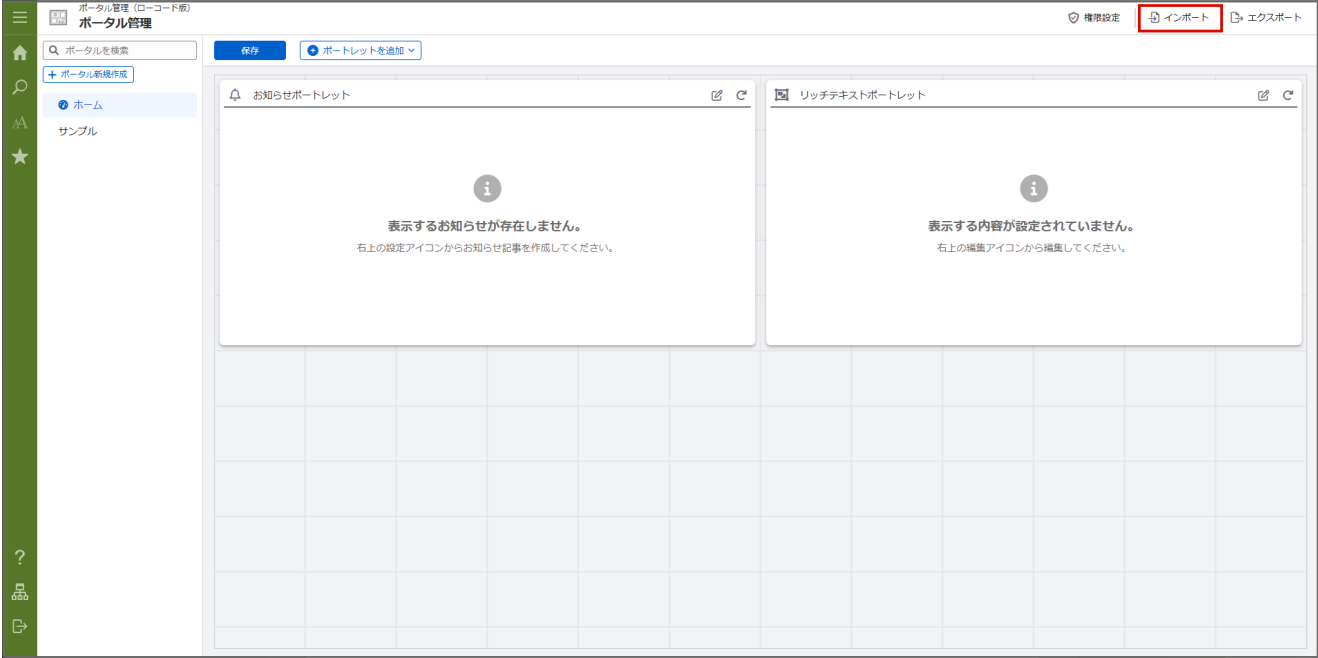 ポータル管理（ローコード版）
ポータル管理
権限設定
インポート
エクスポート
ポータルを検索
保存
ポートレットを追加
ポータル新規作成
ホーム
サンプル
お知らせポートレット
リッチテキストポートレット
表示するお知らせが存在しません。
右上の設定アイコンからお知らせ記事を作成してください。
表示する内容が設定されていません。
右上の編集アイコンから編集してください。